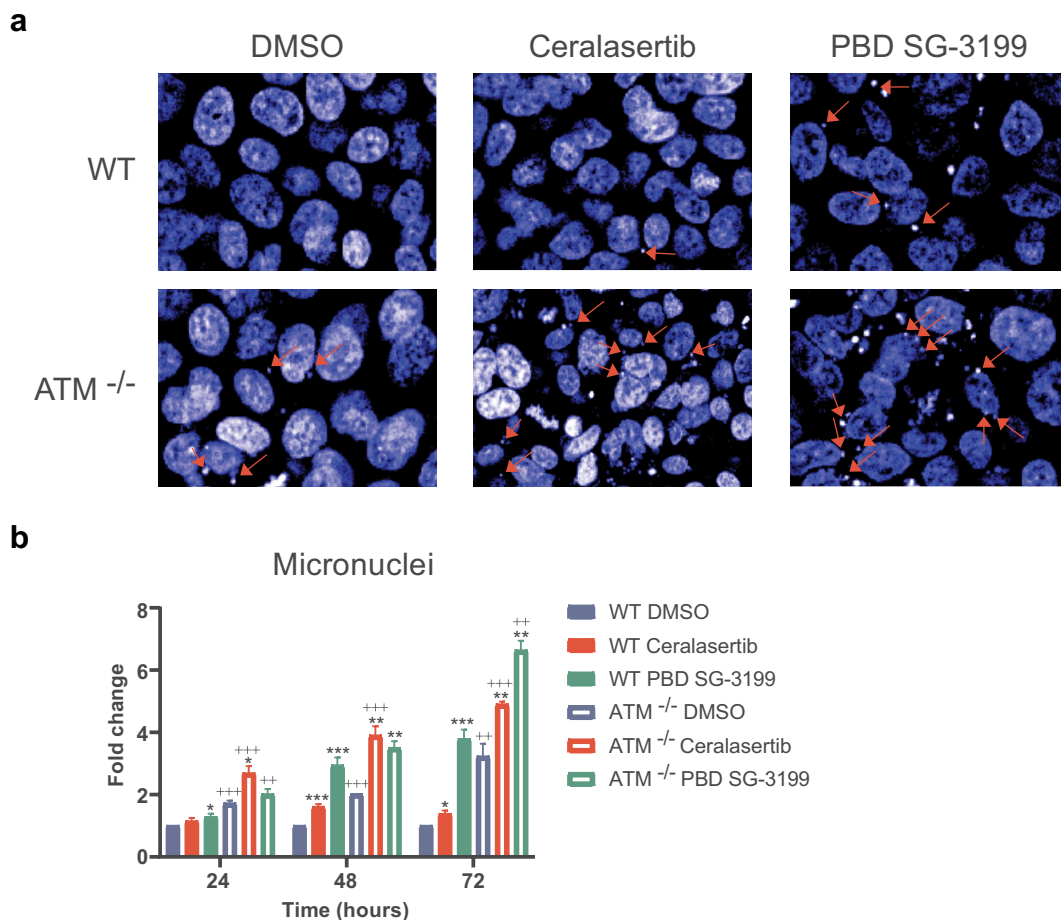 a
DMSO Ceralasertib PBD SG-3199
WT
ATM -/-
b
Micronuclei
8
6
4
2
0
Fold change
24 48 72
Time (hours)
* +++ +++ * ++
*** *** +++ +++ ** **
* *** ++ +++ ** ++ **
WT DMSO
WT Ceralasertib
WT PBD SG-3199
ATM -/- DMSO
ATM -/- Ceralasertib
ATM -/- PBD SG-3199